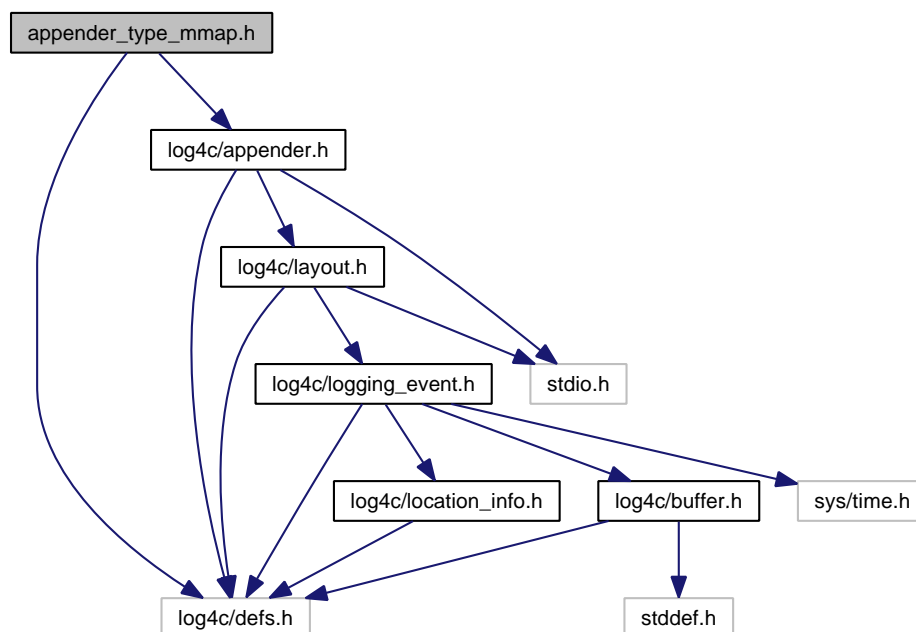 appender_type_mmap.h
log4c/appender.h
log4c/layout.h
log4c/logging_event.h
stdio.h
log4c/location_info.h
log4c/buffer.h
sys/time.h
log4c/defs.h
stddef.h